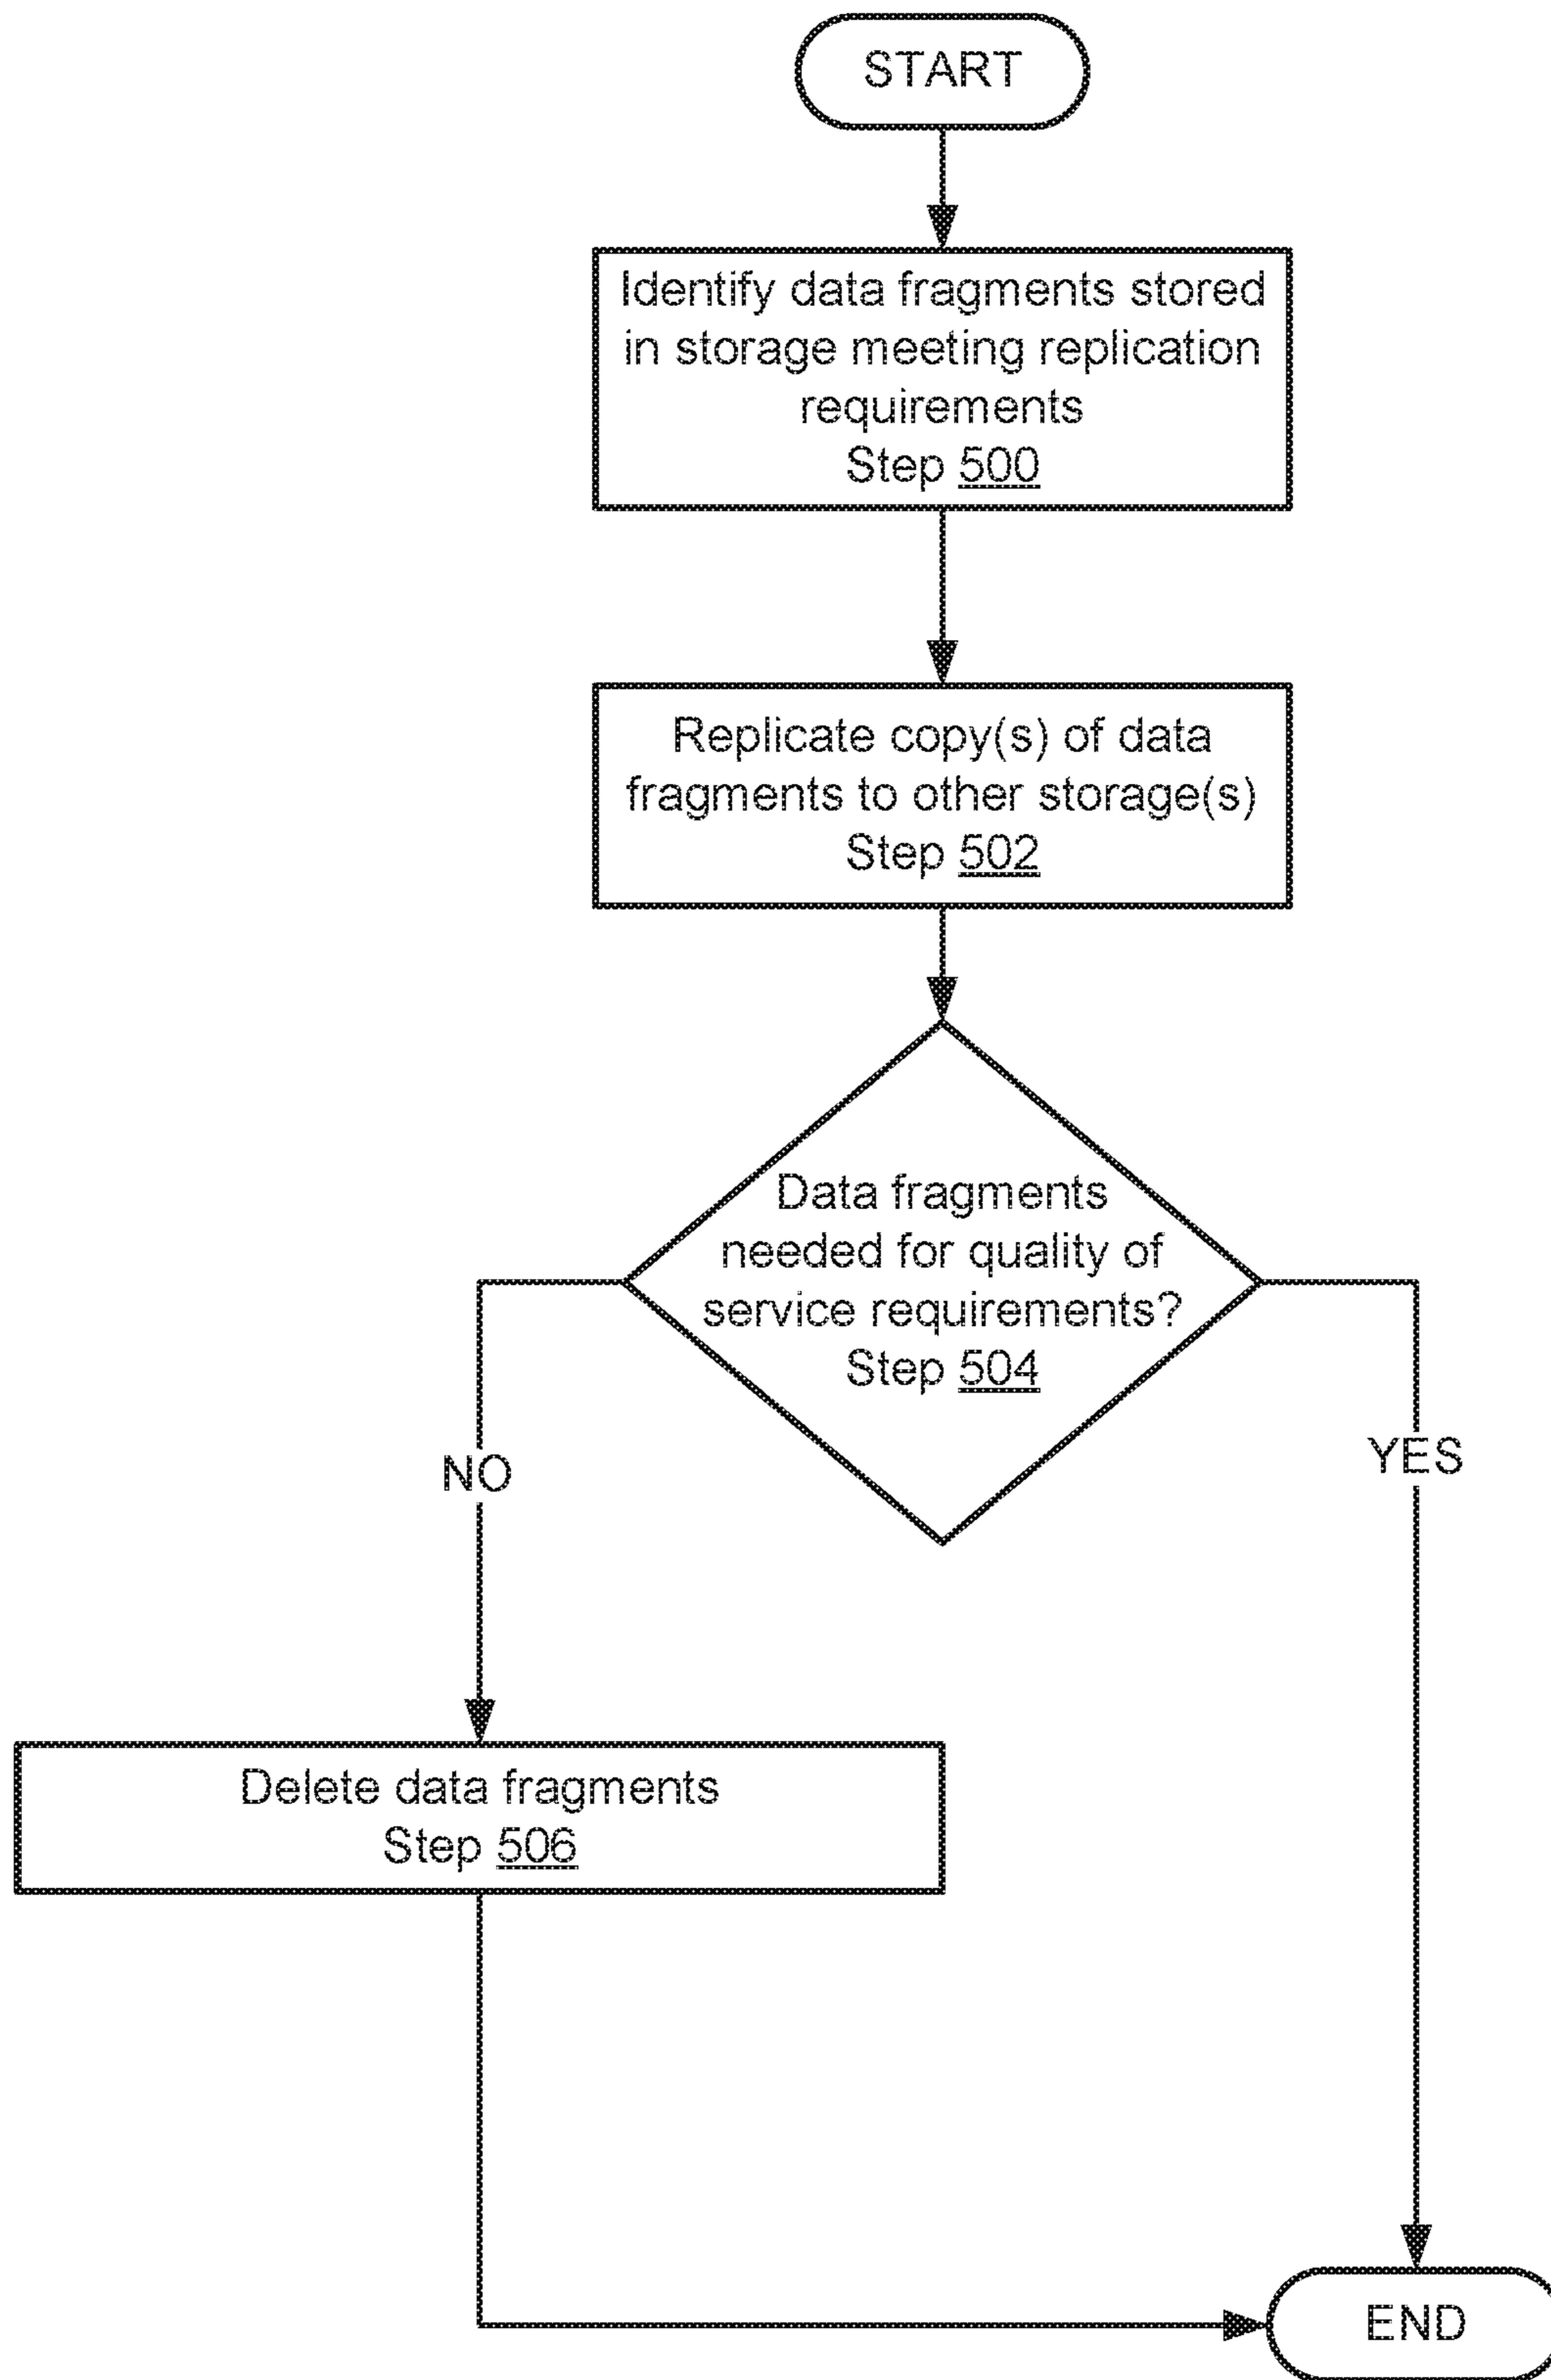 START
Identify data fragments stored
in storage meeting replication
requirements
Step 500
Replicate copy(s) of data
fragments to other storage(s)
Step 502
Data fragments
needed for quality of
service requirements?
Step 504
NO
YES
Delete data fragments
Step 506
END